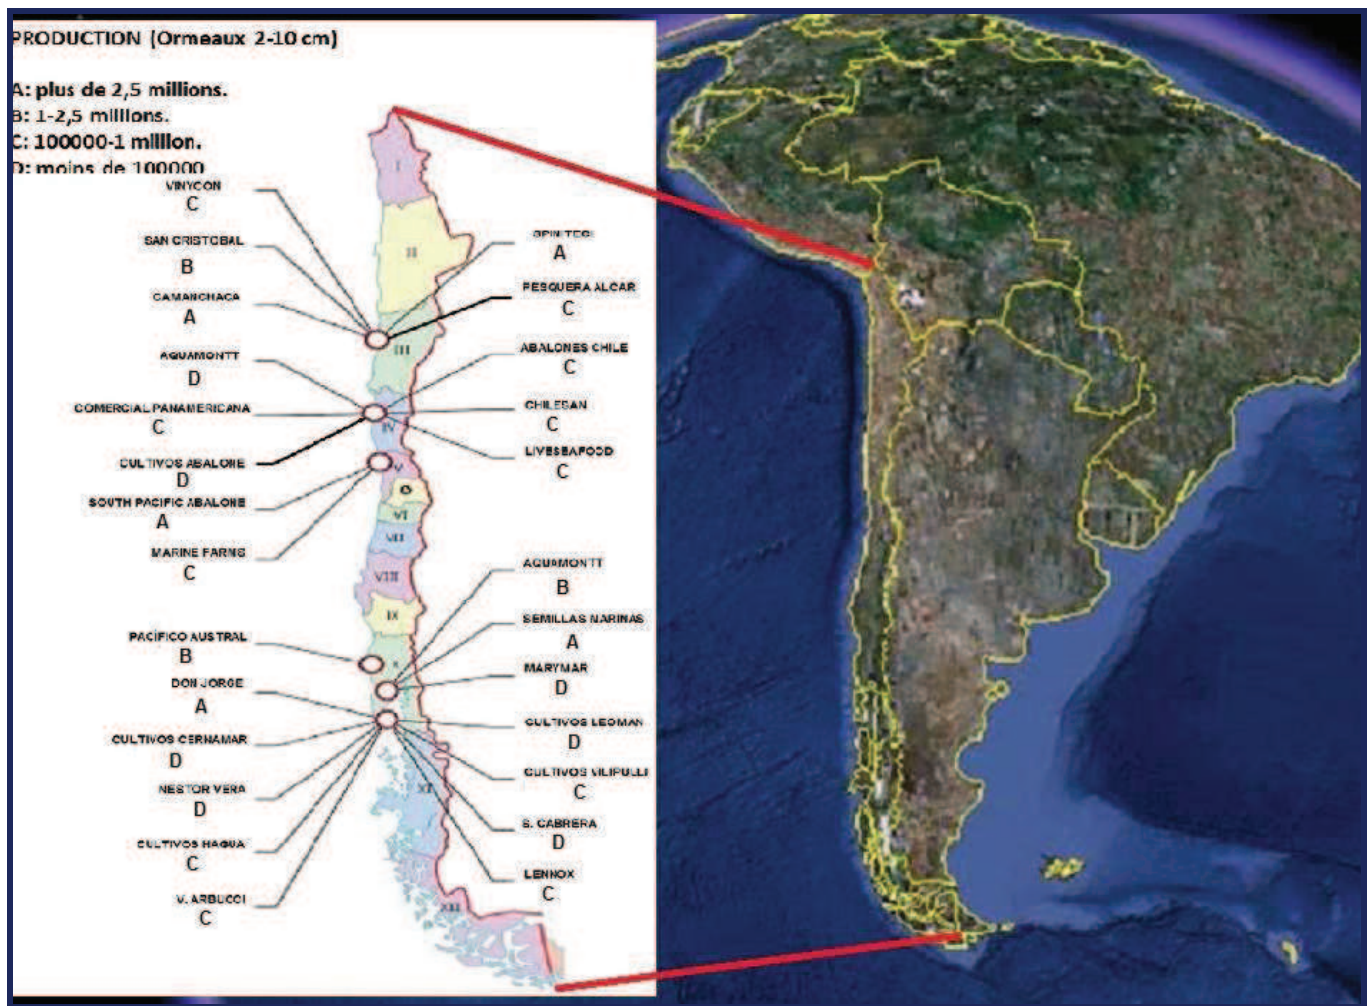 PRODUCTION (Ormeaux 2-10 cm)
A: plus de 2,5 millions.
B: 1-2,5 millions.
C: 100000-1 million.
D: moins de 100000
VINYCON
C
SAN CRISTOBAL
B
CAMANCHACA
A
AQUAMONTT
D
COMERCIAL PANAMERICANA
C
CULTIVOS ABALONE
D
SOUTH PACIFIC ABALONE
A
MARINE FARMS
C
PACÍFICO AUSTRAL
B
DON JORGE
A
CULTIVOS CERNAMAR
D
NESTOR VERA
D
CULTIVOS HAGUA
C
V. ARBUCCI
C
I
II
III
IV
V
VI
VII
VIII
IX
X
XI
XII
A
PESQUERA ALCAR
C
ABALONES CHILE
C
CHILESAN
C
LIVESEAFOOD
C
AQUAMONTT
B
SEMILLAS MARINAS
A
MARYMAR
D
CULTIVOS LEOMAN
D
CULTIVOS VILIPULLI
C
S. CABRERA
D
LENNOX
C